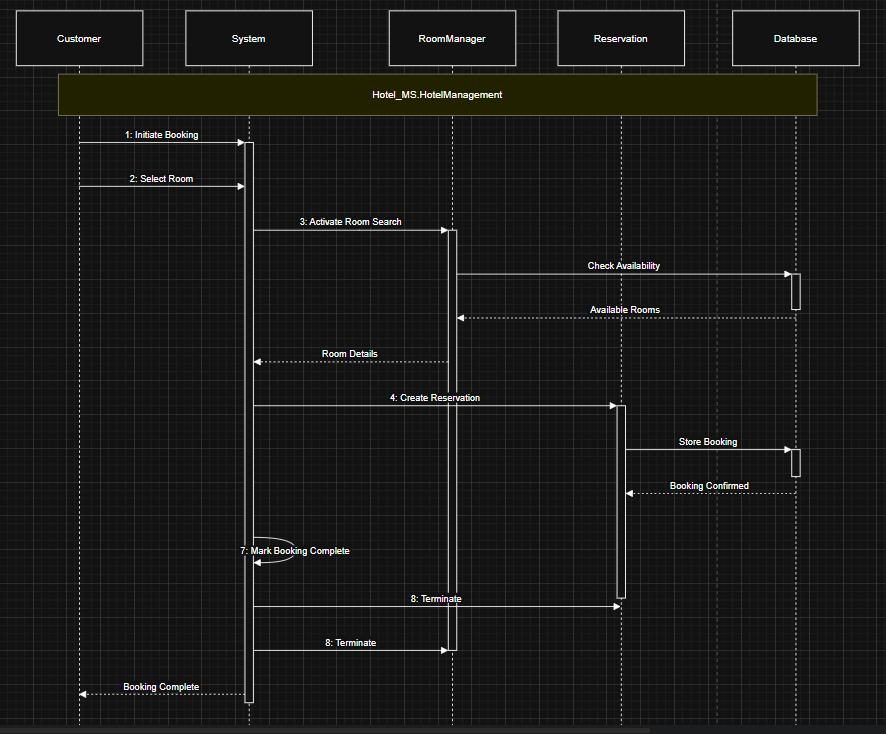 Customer
System
RoomManager
Reservation
Database
Hotel_MS.HotelManagement
1: Initiate Booking
2: Select Room
3: Activate Room Search
Check Availability
Available Rooms
Room Details
4: Create Reservation
Store Booking
Booking Confirmed
7: Mark Booking Complete
8: Terminate
8: Terminate
Booking Complete